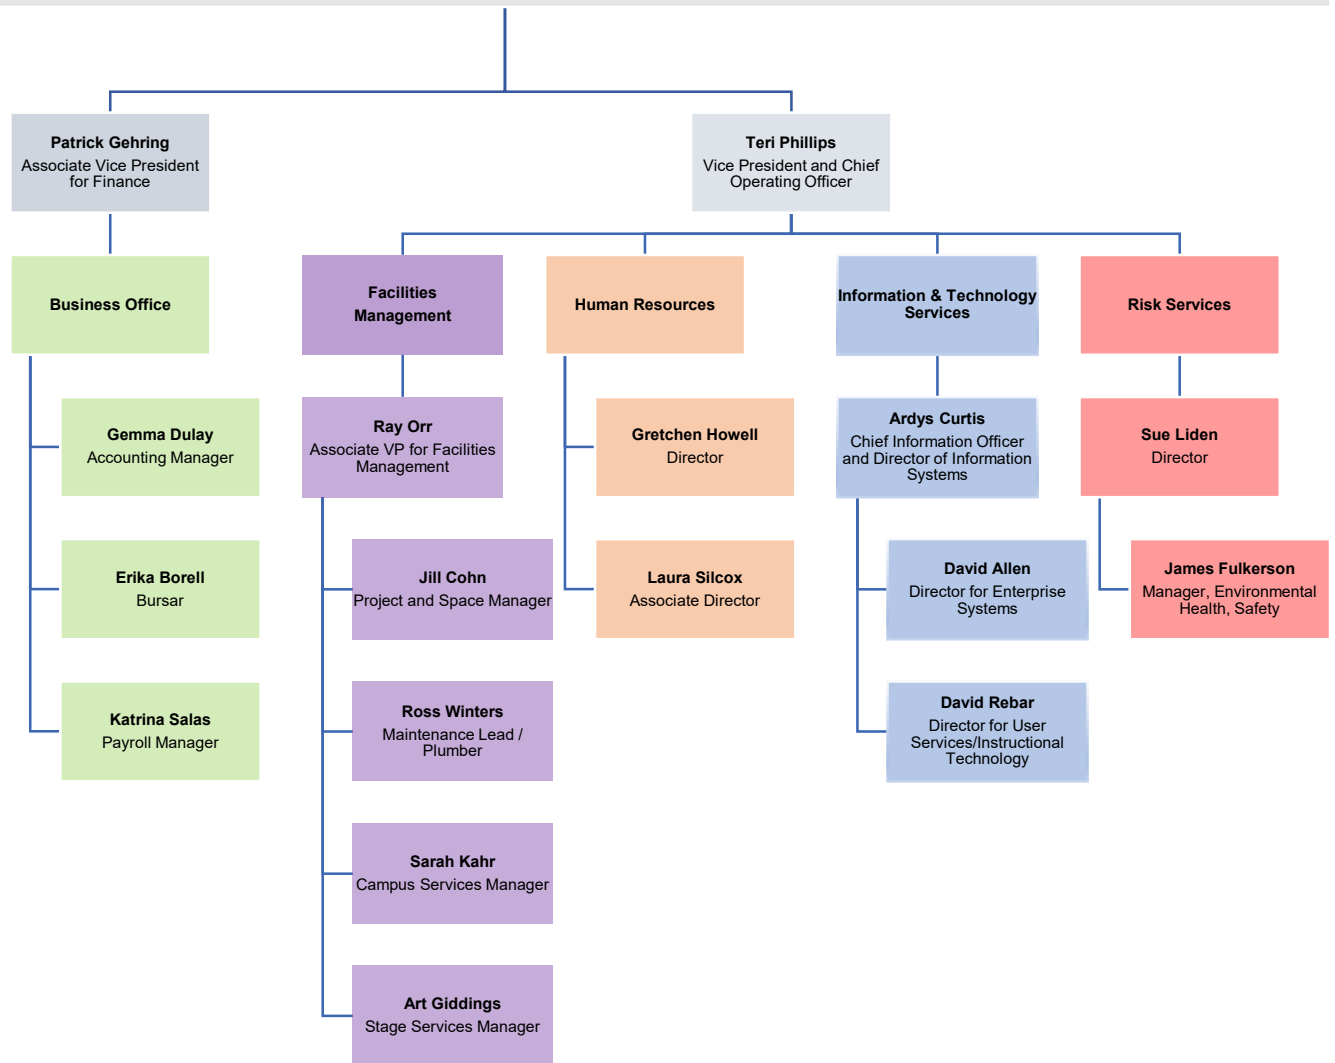 Patrick Gehring
Associate Vice President
for Finance
Teri Phillips
Vice President and Chief
Operating Officer
Business Office
Facilities
Management
Human Resources
Information & Technology
Services
Risk Services
Gemma Dulay
Accounting Manager
Ray Orr
Associate VP for Facilities
Management
Gretchen Howell
Director
Ardys Curtis
Chief Information Officer
and Director of Information
Systems
Sue Liden
Director
Erika Borell
Bursar
Jill Cohn
Project and Space Manager
Laura Silcox
Associate Director
David Allen
Director for Enterprise
Systems
James Fulkerson
Manager, Environmental
Health, Safety
Katrina Salas
Payroll Manager
Ross Winters
Maintenance Lead /
Plumber
David Rebar
Director for User
Services/Instructional
Technology
Sarah Kahr
Campus Services Manager
Art Giddings
Stage Services Manager